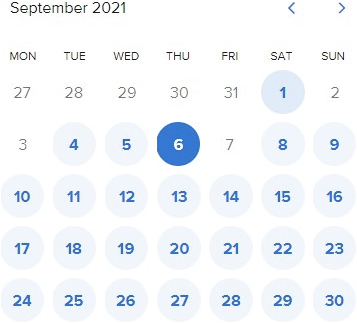 September 2021
MON TUE WED THU FRI SAT SUN
27 28 29 30 31 1 2
3 4 5 6 7 8 9
10 11 12 13 14 15 16
17 18 19 20 21 22 23
24 25 26 27 28 29 30